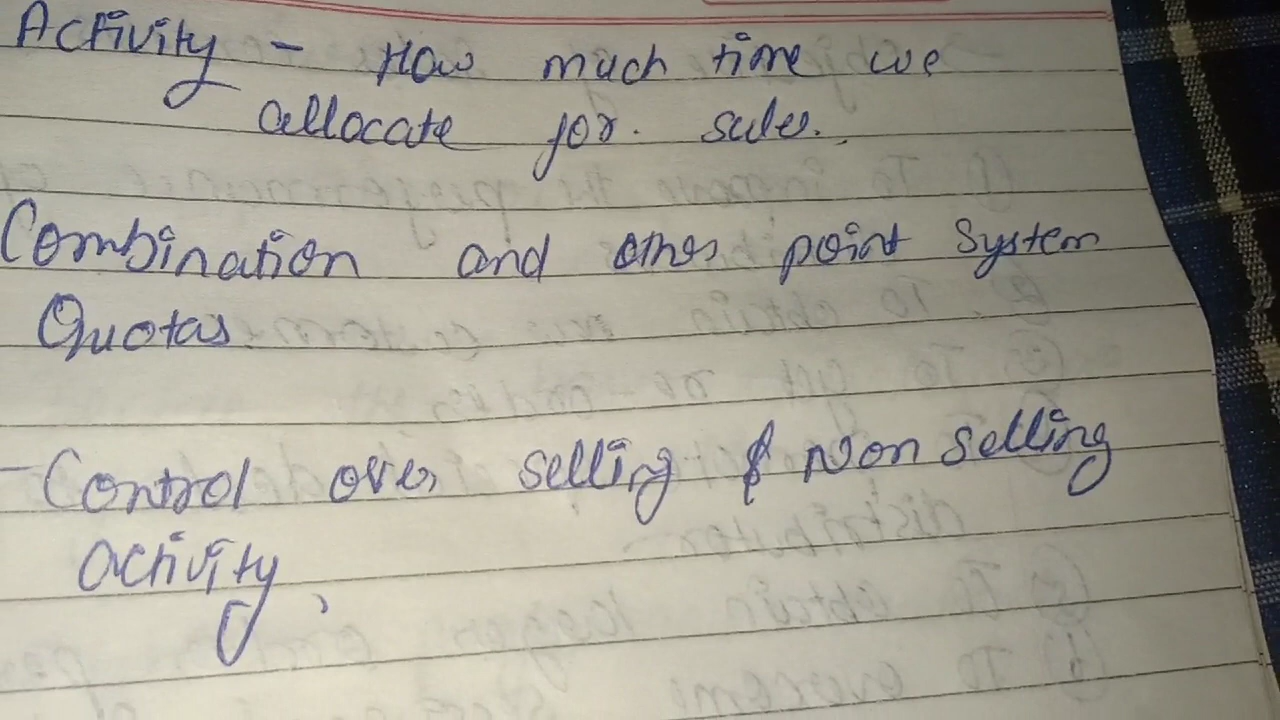 Activity - How much time we
allocate for sales.
Combination and other point System
Quotas
- Control over selling & Non selling
activity,